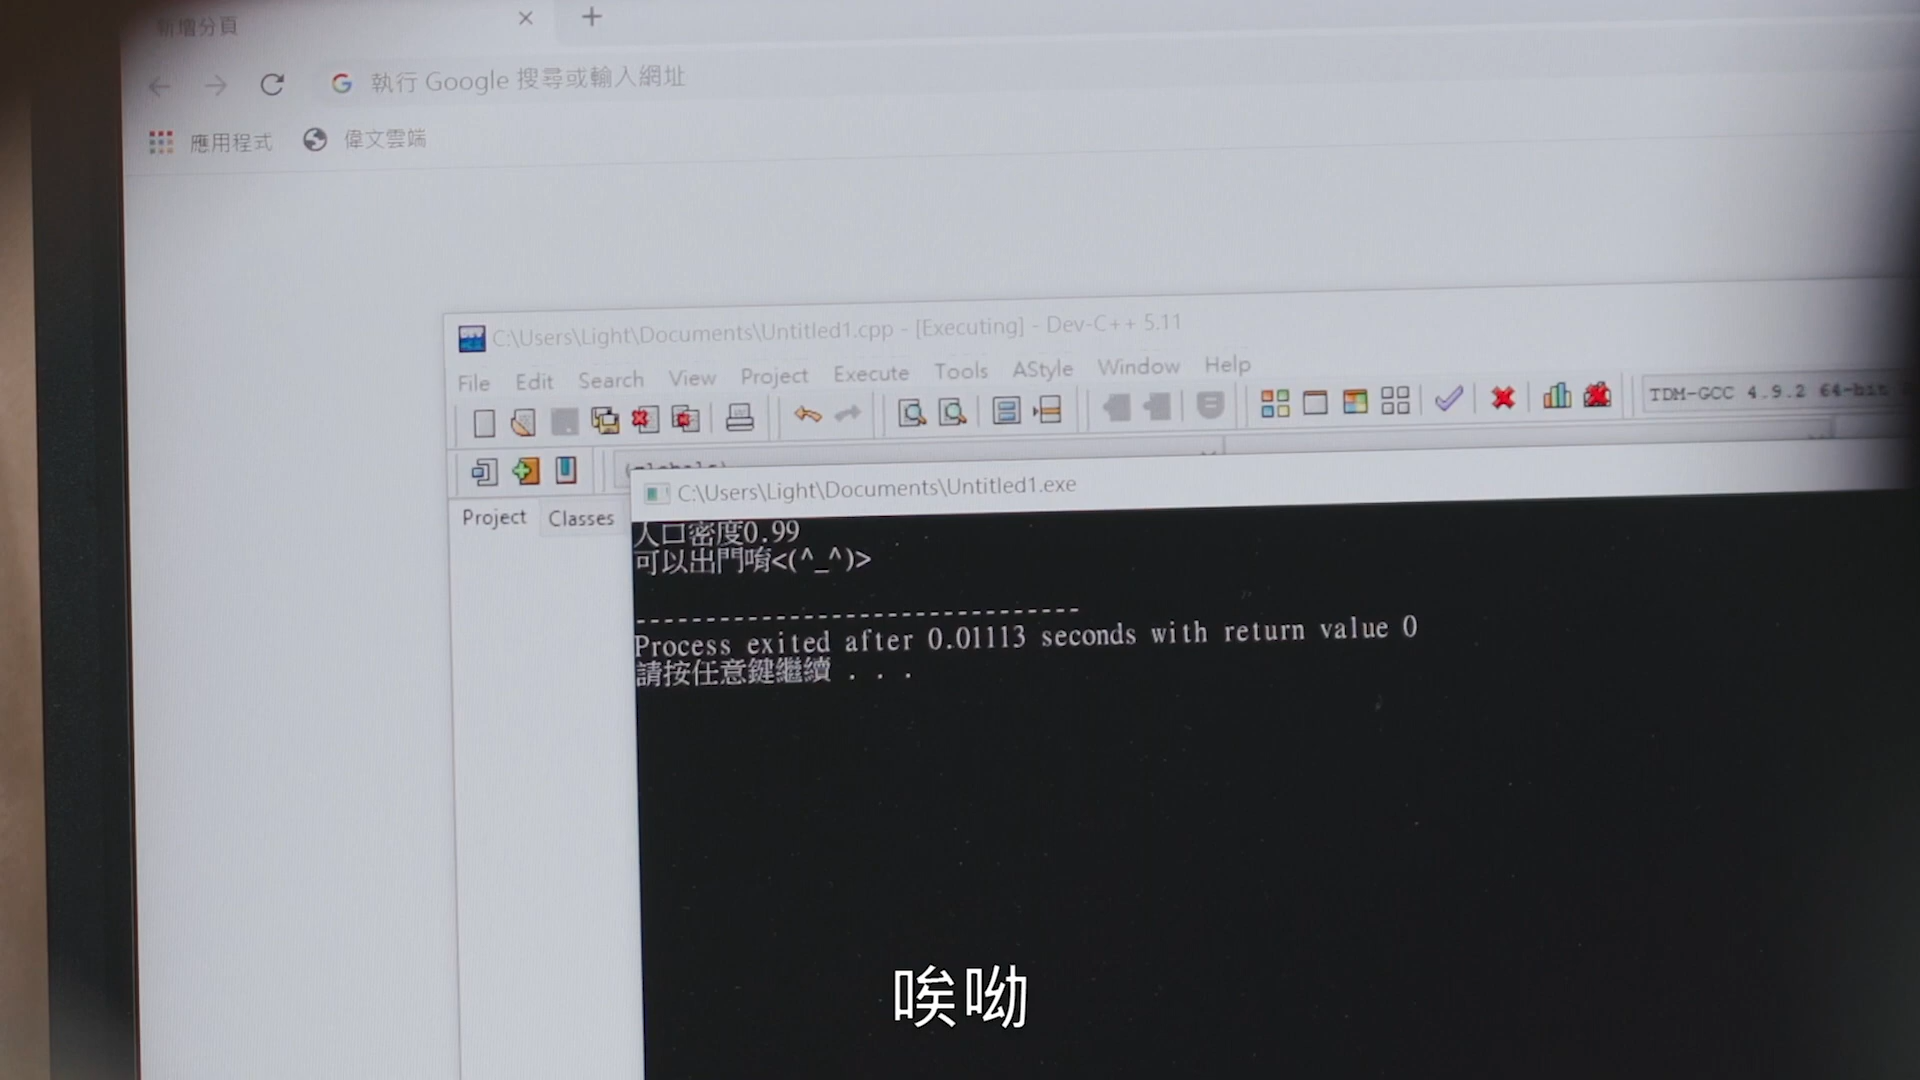 新增分頁
執行 Google 搜尋或輸入網址
應用程式 偉文雲端
C:\Users\Light\Documents\Untitled1.cpp - [Executing] - Dev-C++ 5.11
File Edit Search View Project Execute Tools AStyle Window Help
TDM-GCC 4.9.2 64-bit
(globals)
Project Classes
C:\Users\Light\Documents\Untitled1.exe
人口密度0.99
可以出門唷<(^_^)>
--------------------------------
Process exited after 0.01113 seconds with return value 0
請按任意鍵繼續 . . .
唉呦